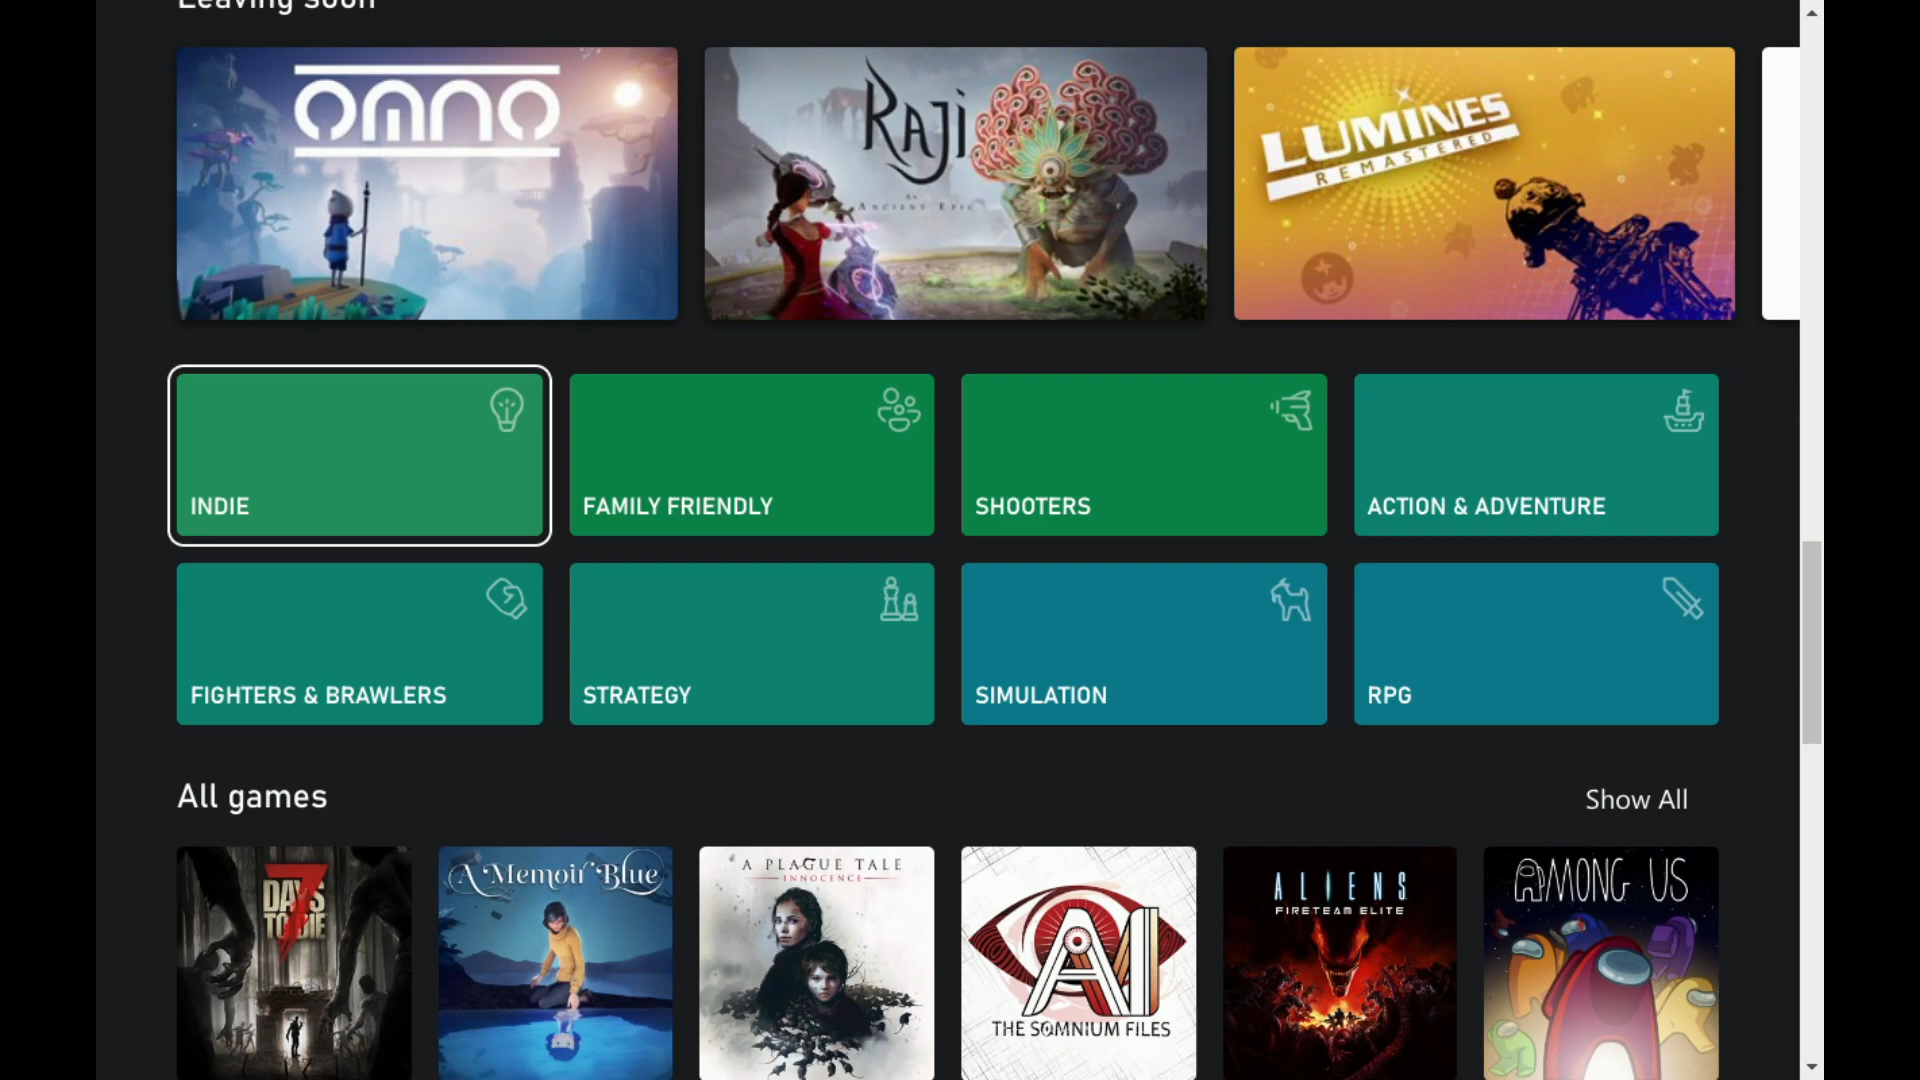 Leaving soon
OMNO
RAJI
AN
ANCIENT EPIC
LUMINES
REMASTERED
INDIE
FAMILY FRIENDLY
SHOOTERS
ACTION & ADVENTURE
FIGHTERS & BRAWLERS
STRATEGY
SIMULATION
RPG
All games
Show All
7
DAYS
TO DIE
A Memoir Blue
A PLAGUE TALE
INNOCENCE
AI
THE SOMNIUM FILES
ALIENS
FIRETEAM ELITE
AMONG US